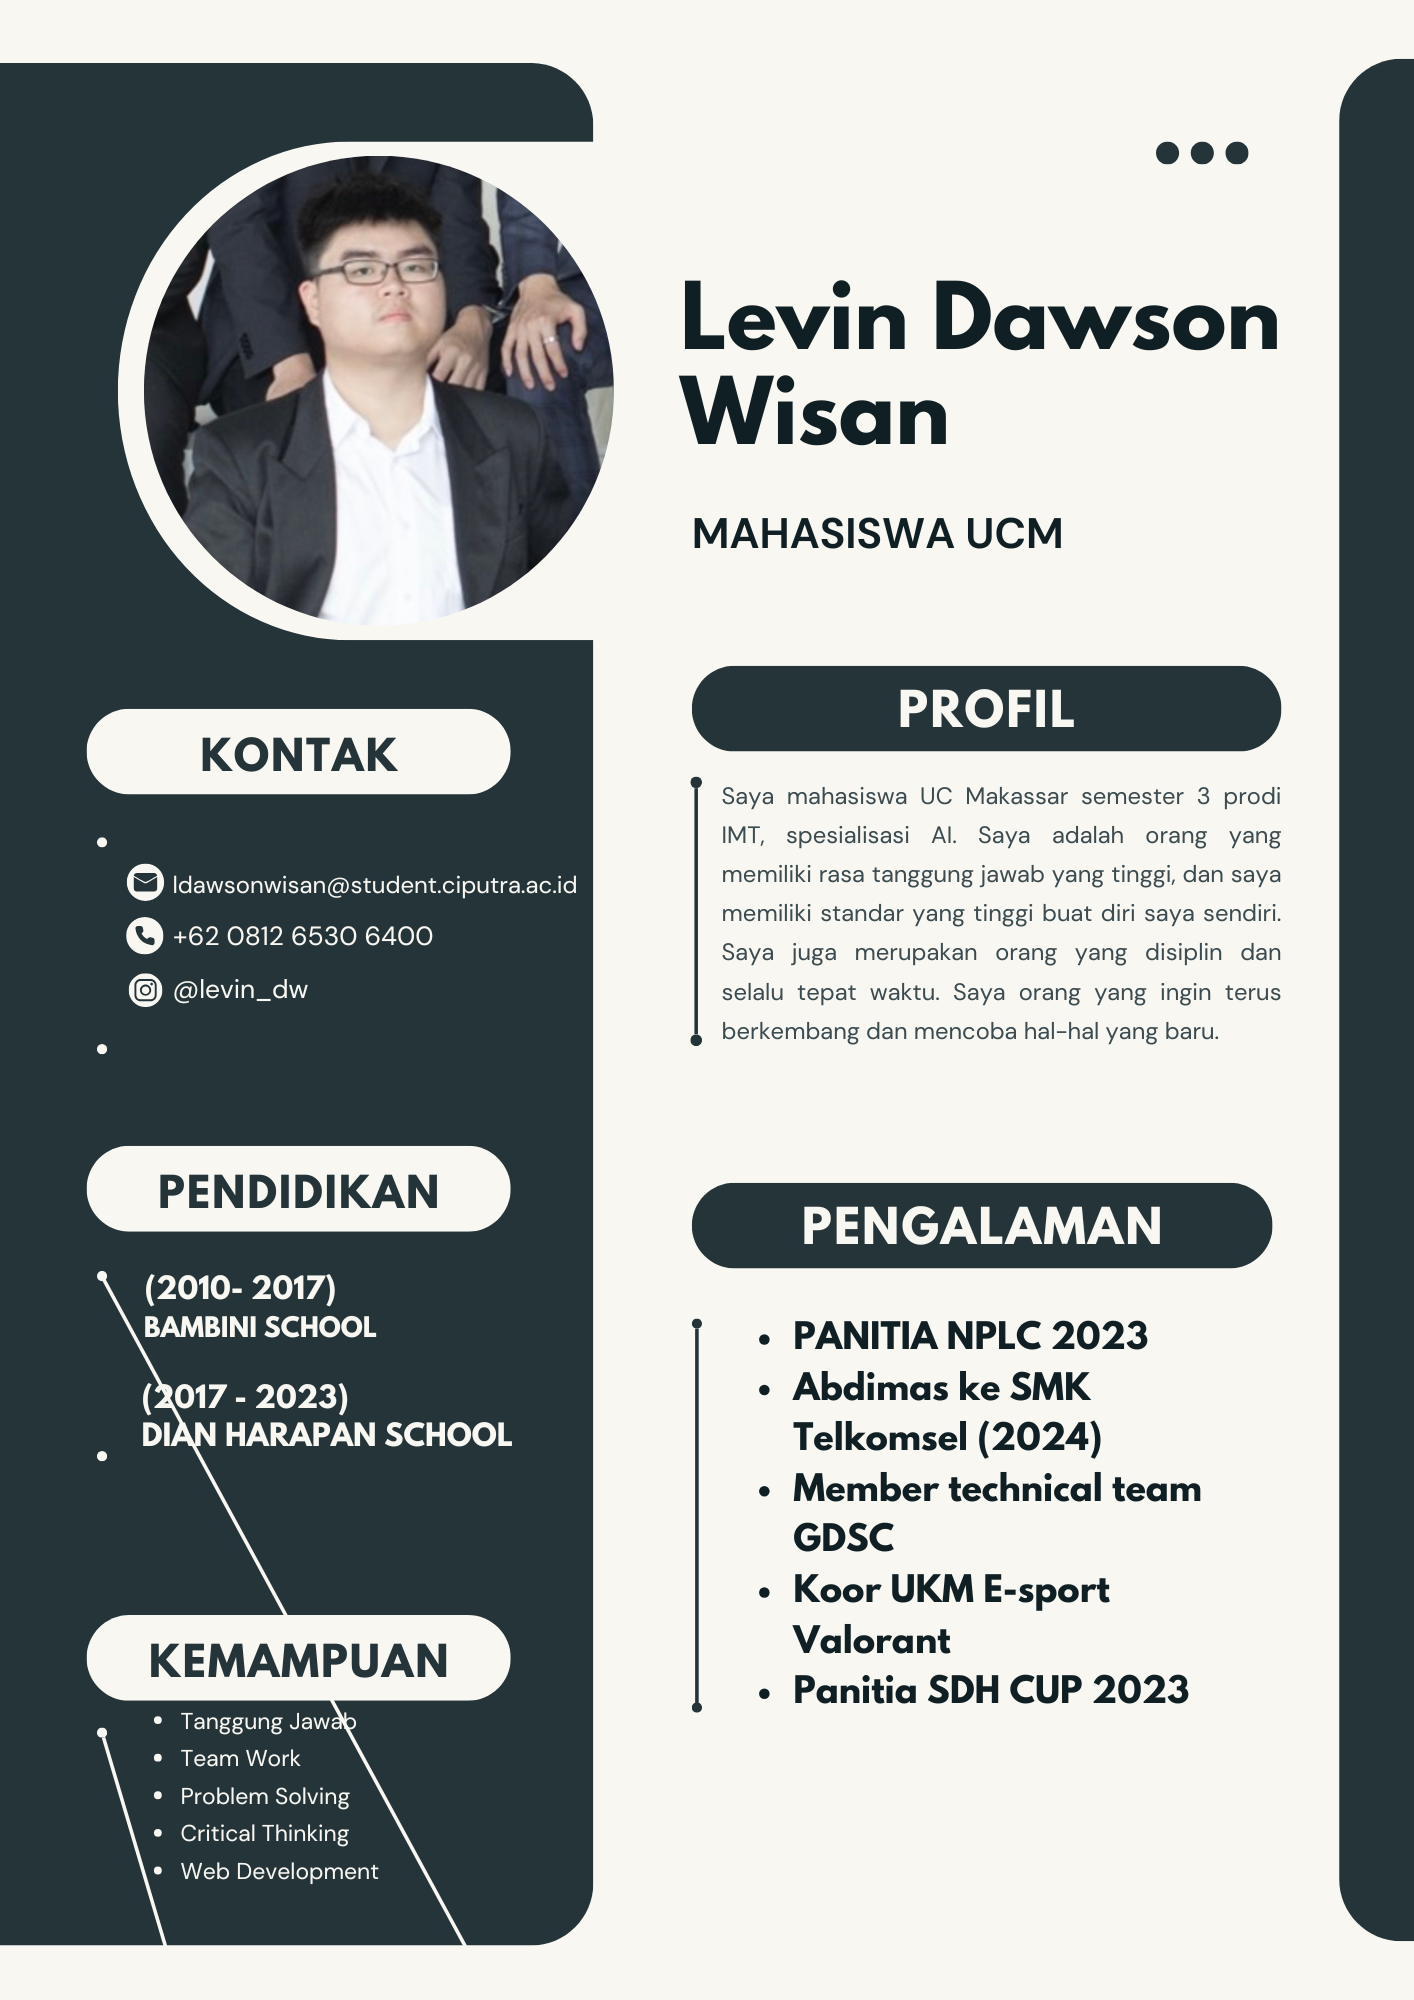 Levin Dawson
Wisan
MAHASISWA UCM
KONTAK
ldawsonwisan@student.ciputra.ac.id
+62 0812 6530 6400
@levin_dw
PENDIDIKAN
(2010- 2017)
BAMBINI SCHOOL
(2017 - 2023)
DIAN HARAPAN SCHOOL
KEMAMPUAN
Tanggung Jawab
Team Work
Problem Solving
Critical Thinking
Web Development
PROFIL
Saya mahasiswa UC Makassar semester 3 prodi
IMT, spesialisasi AI. Saya adalah orang yang
memiliki rasa tanggung jawab yang tinggi, dan saya
memiliki standar yang tinggi buat diri saya sendiri.
Saya juga merupakan orang yang disiplin dan
selalu tepat waktu. Saya orang yang ingin terus
berkembang dan mencoba hal-hal yang baru.
PENGALAMAN
PANITIA NPLC 2023
Abdimas ke SMK
Telkomsel (2024)
Member technical team
GDSC
Koor UKM E-sport
Valorant
Panitia SDH CUP 2023